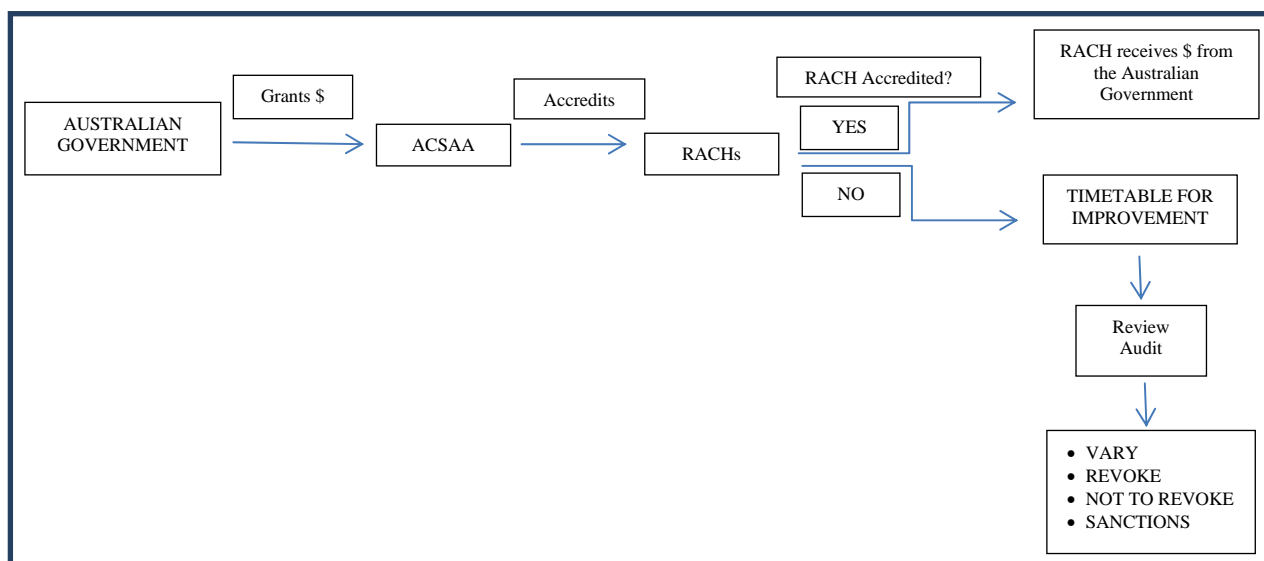 AUSTRALIAN
GOVERNMENT
Grants $
ACSAA
Accredits
RACHs
RACH Accredited?
YES
NO
RACH receives $ from
the Australian
Government
TIMETABLE FOR
IMPROVEMENT
Review
Audit
• VARY
• REVOKE
• NOT TO REVOKE
• SANCTIONS